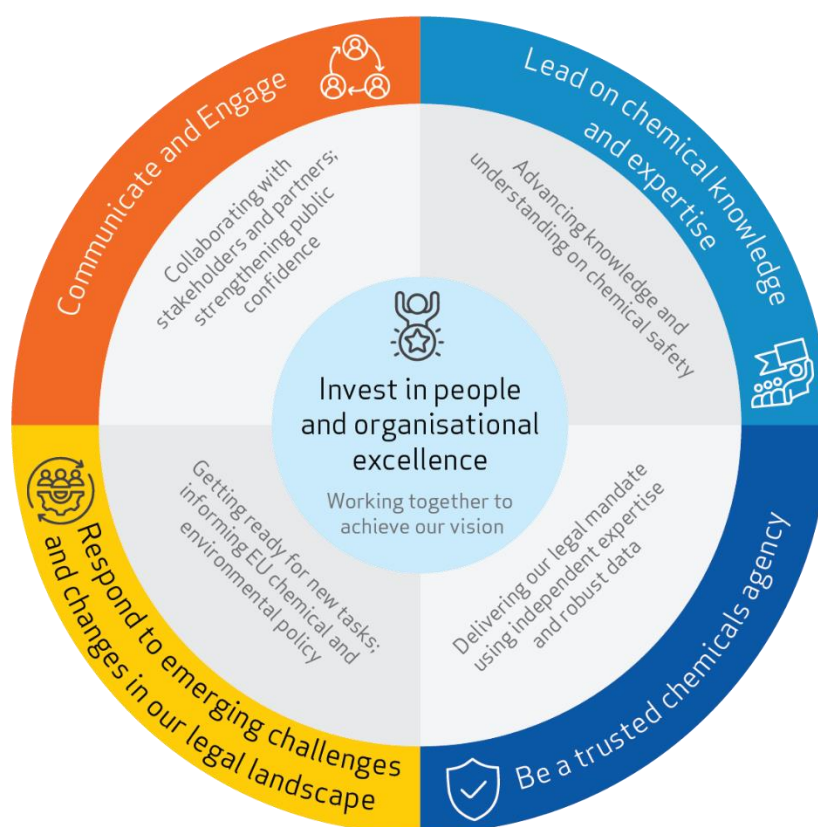 Communicate and Engage
Collaborating with
stakeholders and partners;
strengthening public
confidence
Lead on chemical knowledge
and expertise
Advancing knowledge and
understanding on chemical safety
Invest in people
and organisational
excellence
Working together to
achieve our vision
Getting ready for new tasks;
informing EU chemical and
environmental policy
Respond to emerging challenges
and changes in our legal landscape
Delivering our legal mandate
using independent expertise
and robust data
Be a trusted chemicals agency